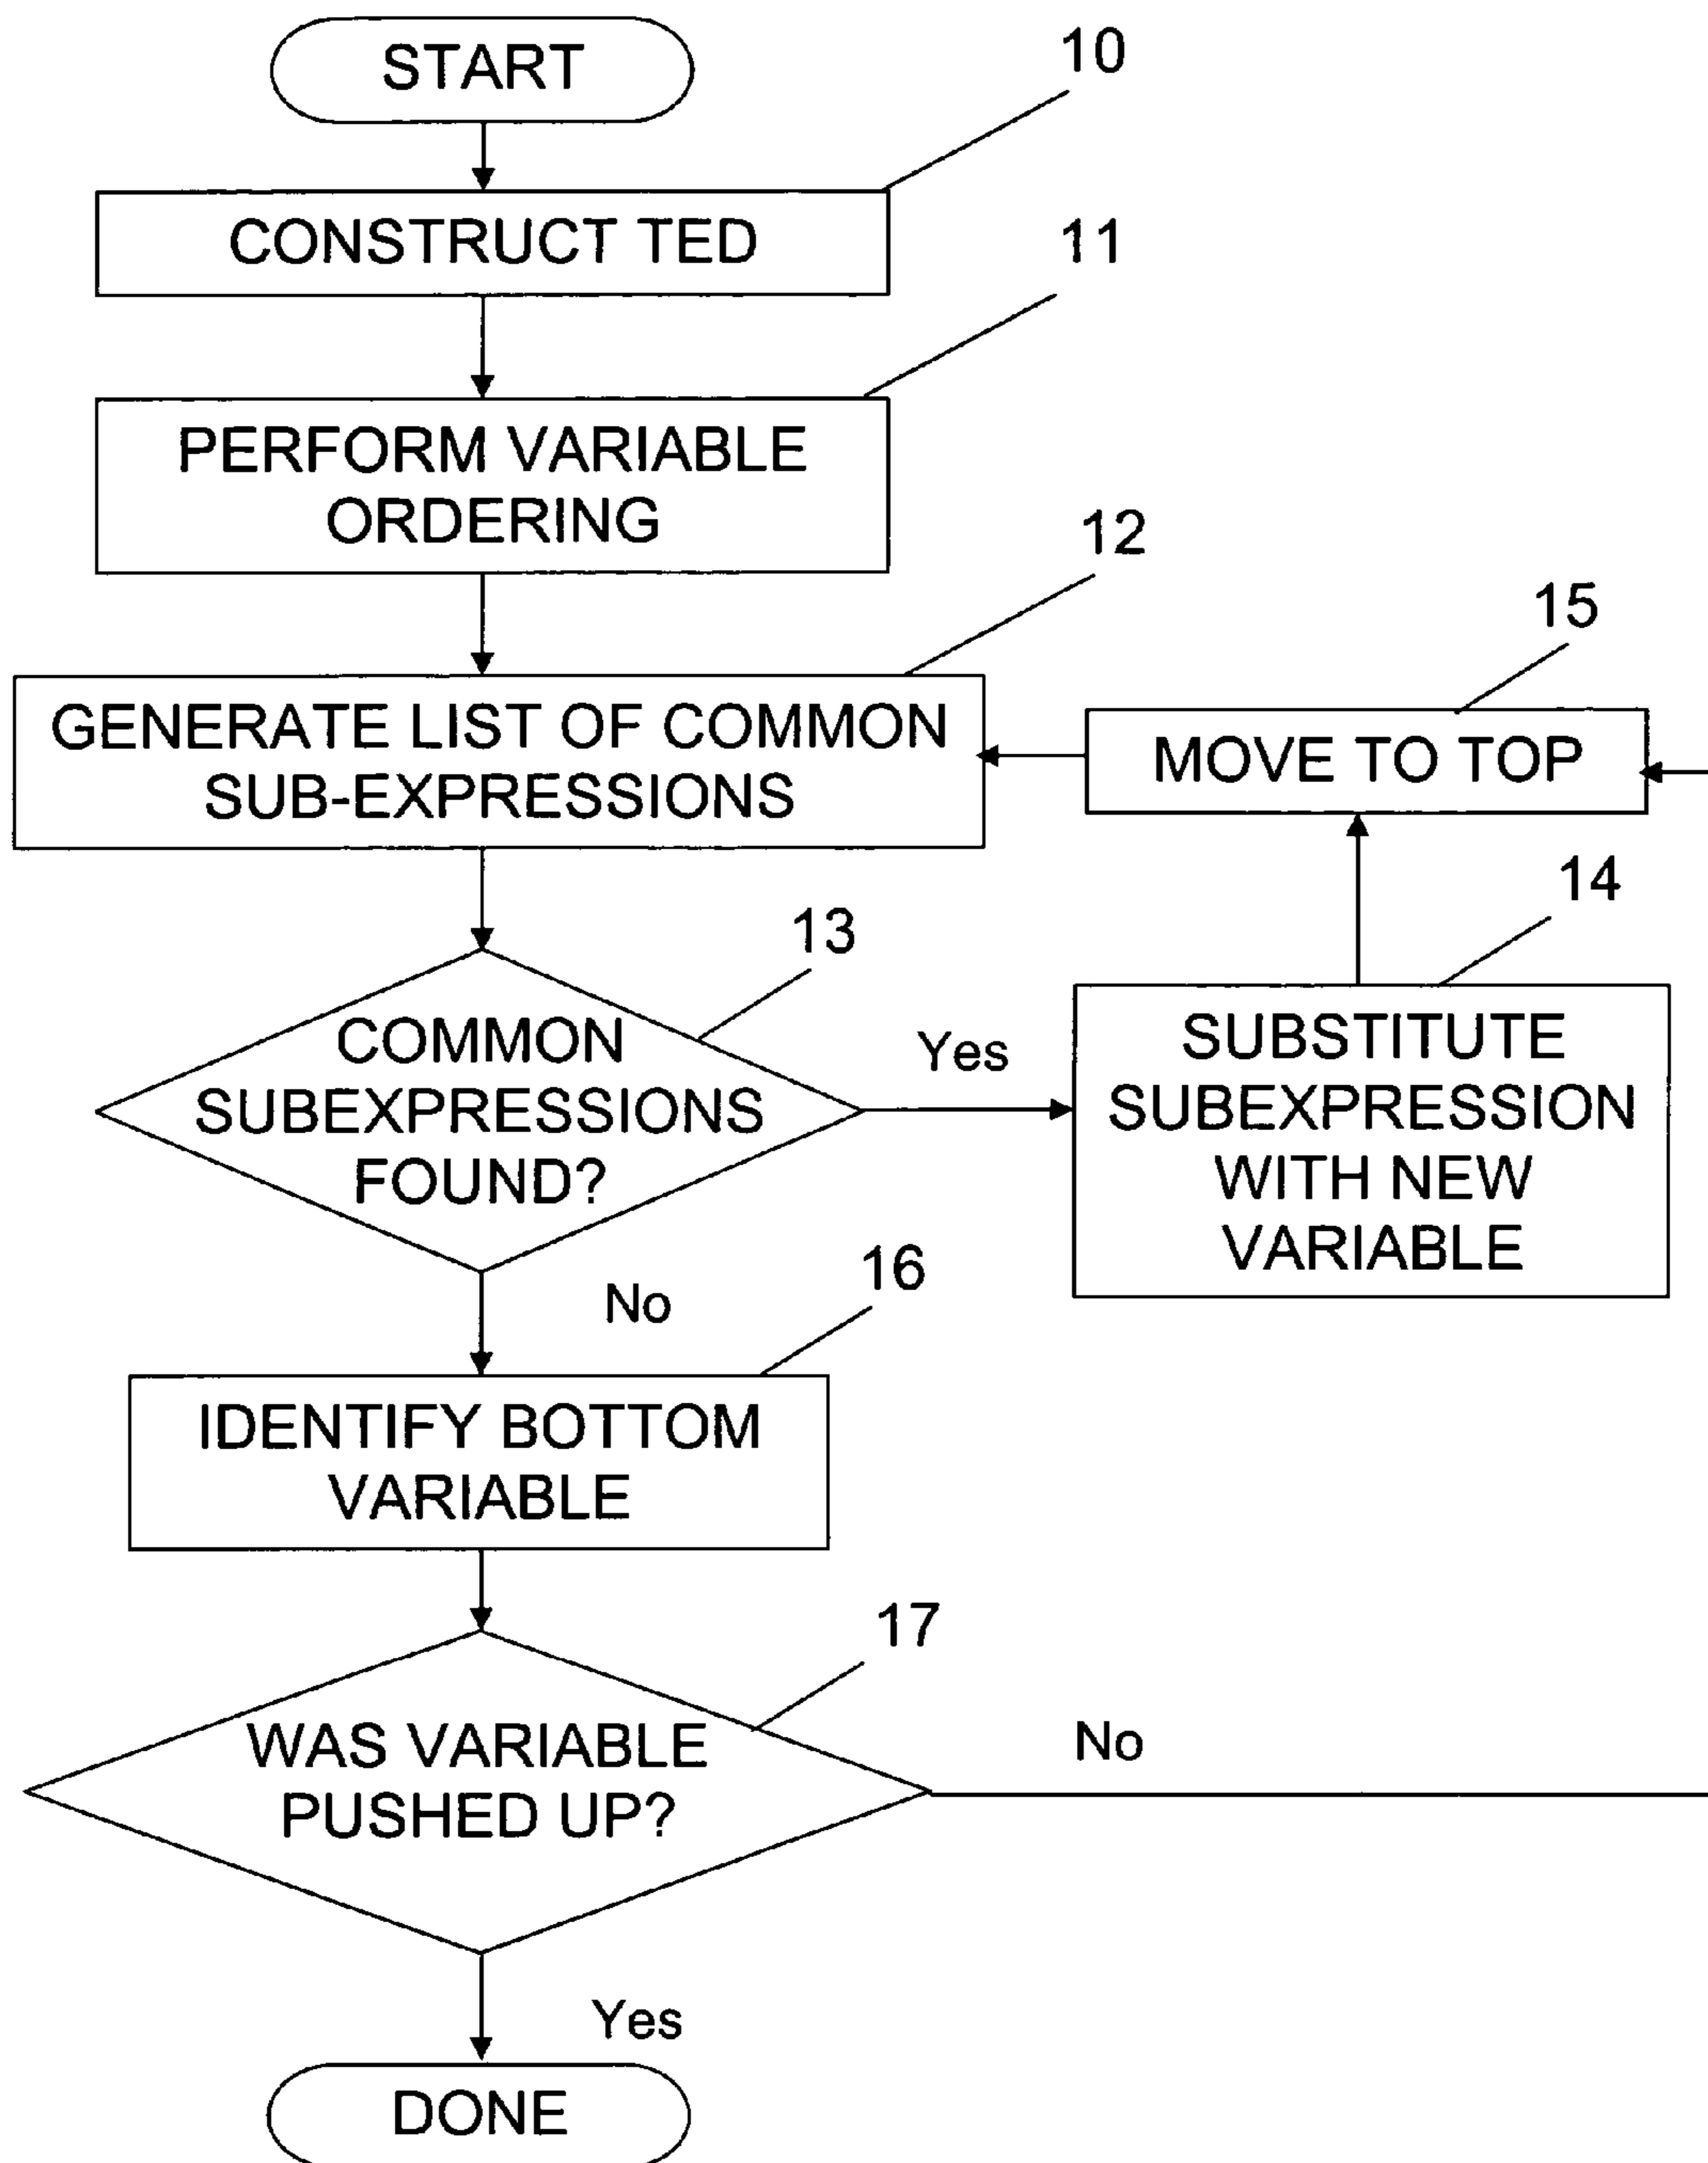 START
10
CONSTRUCT TED
11
PERFORM VARIABLE
ORDERING
12
GENERATE LIST OF COMMON
SUB-EXPRESSIONS
15
MOVE TO TOP
13
COMMON
SUBEXPRESSIONS
FOUND?
Yes
14
SUBSTITUTE
SUBEXPRESSION
WITH NEW
VARIABLE
No
16
IDENTIFY BOTTOM
VARIABLE
17
WAS VARIABLE
PUSHED UP?
No
Yes
DONE